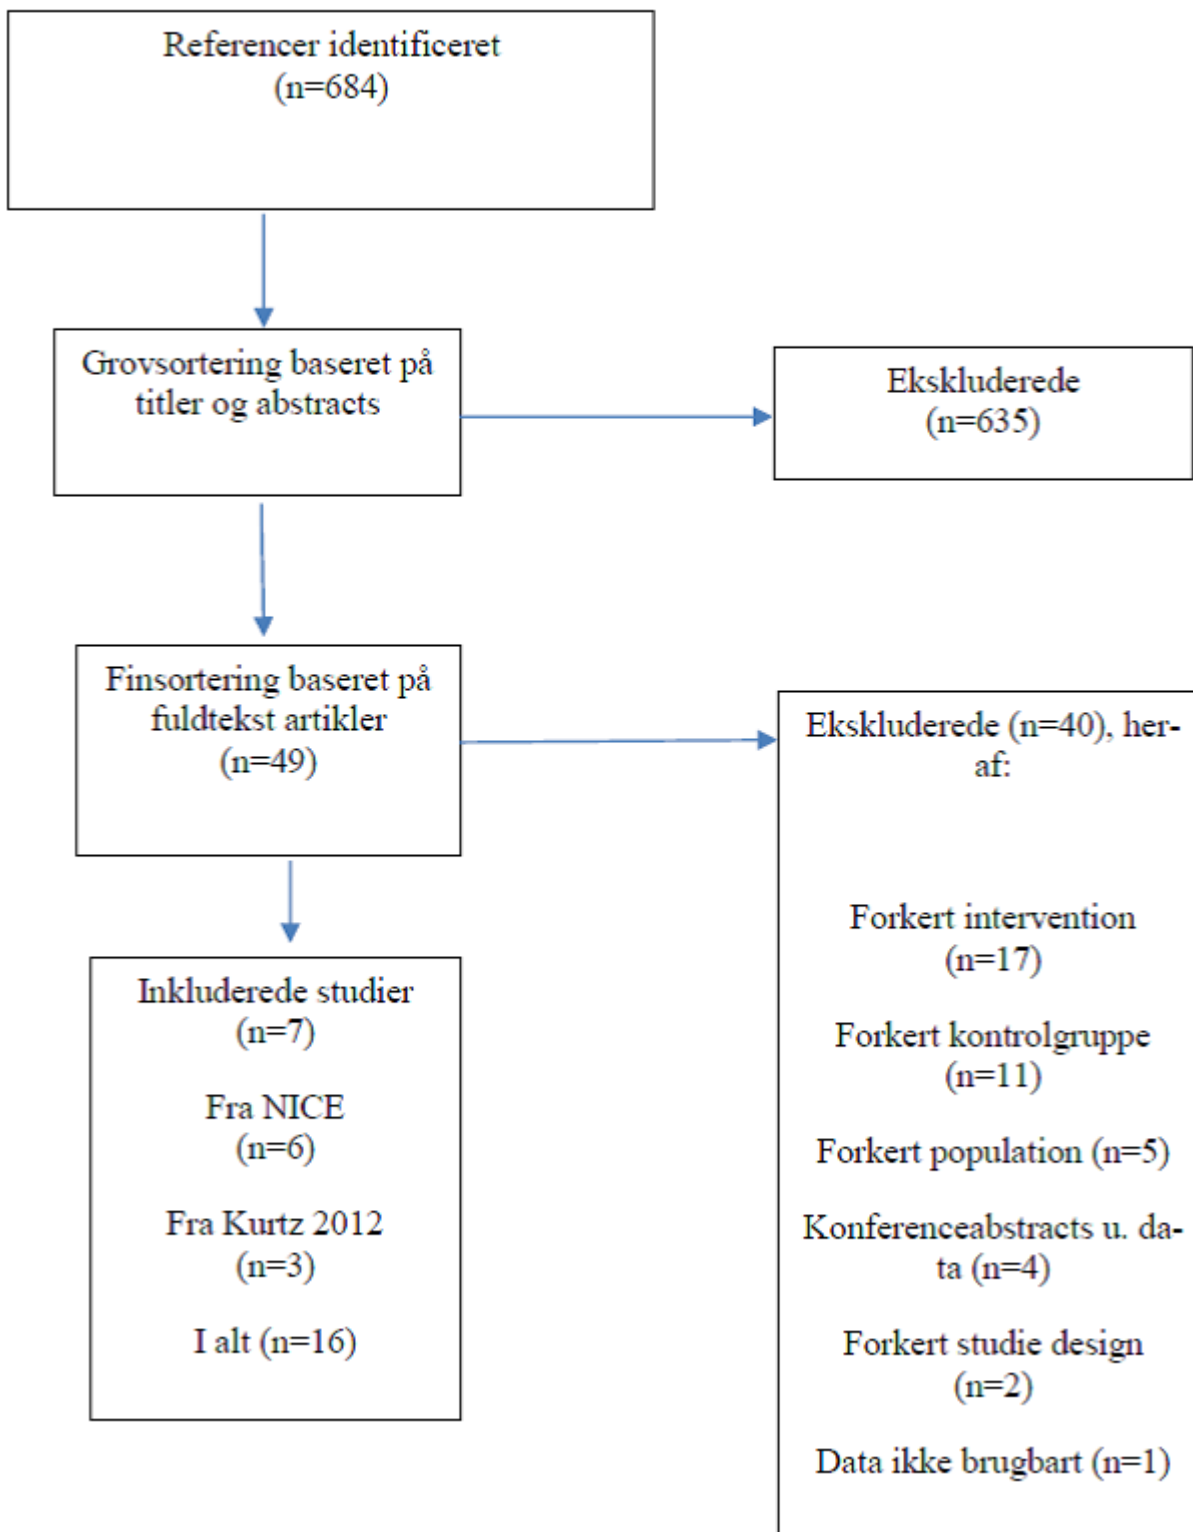 Referencer identificeret
(n=684)
Grovsortering baseret på
titler og abstracts
Ekskluderede
(n=635)
Finsortering baseret på
fuldtekst artikler
(n=49)
Ekskluderede (n=40), her-
af:
Forkert intervention
(n=17)
Forkert kontrolgruppe
(n=11)
Forkert population (n=5)
Konferenceabstracts u. da-
ta (n=4)
Forkert studie design
(n=2)
Data ikke brugbart (n=1)
Inkluderede studier
(n=7)
Fra NICE
(n=6)
Fra Kurtz 2012
(n=3)
I alt (n=16)